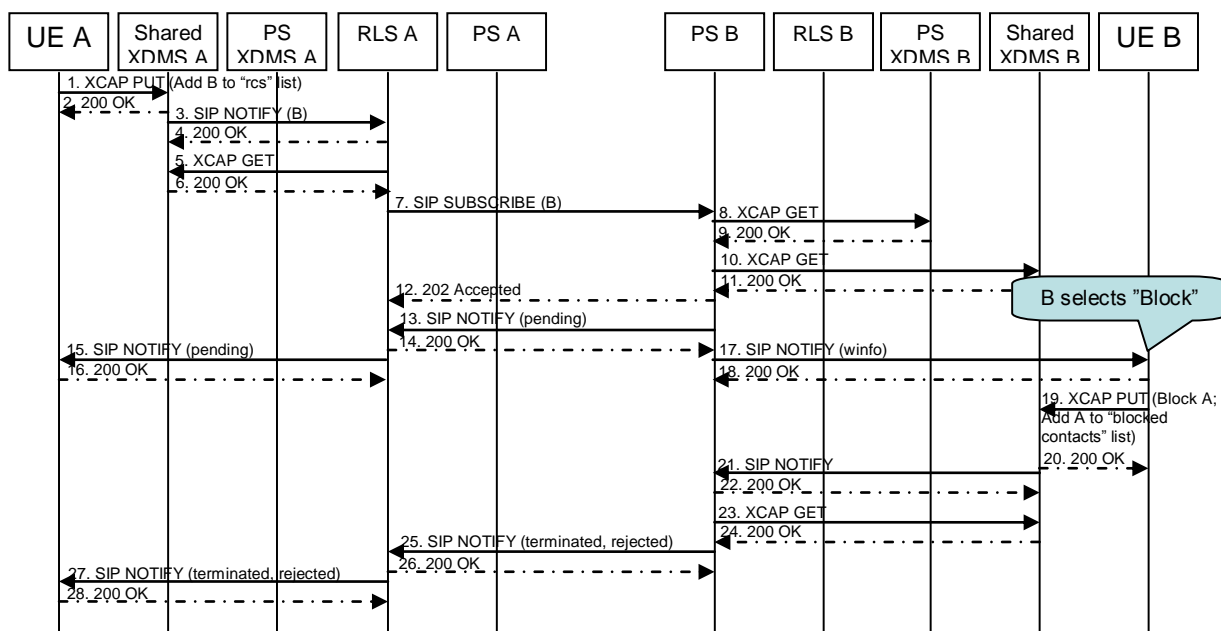 UE A
Shared
XDMS A
PS
XDMS A
RLS A
PS A
PS B
RLS B
PS
XDMS B
Shared
XDMS B
UE B
1. XCAP PUT (Add B to “rcs” list)
2. 200 OK
3. SIP NOTIFY (B)
4. 200 OK
5. XCAP GET
6. 200 OK
7. SIP SUBSCRIBE (B)
8. XCAP GET
9. 200 OK
10. XCAP GET
11. 200 OK
12. 202 Accepted
B selects ”Block”
13. SIP NOTIFY (pending)
14. 200 OK
15. SIP NOTIFY (pending)
16. 200 OK
17. SIP NOTIFY (winfo)
18. 200 OK
19. XCAP PUT (Block A;
Add A to “blocked
contacts” list)
20. 200 OK
21. SIP NOTIFY
22. 200 OK
23. XCAP GET
24. 200 OK
25. SIP NOTIFY (terminated, rejected)
26. 200 OK
27. SIP NOTIFY (terminated, rejected)
28. 200 OK